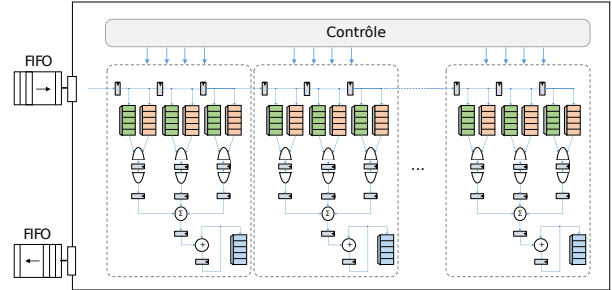 Contrôle
FIFO
...
Σ
Σ
Σ
+
+
+
FIFO